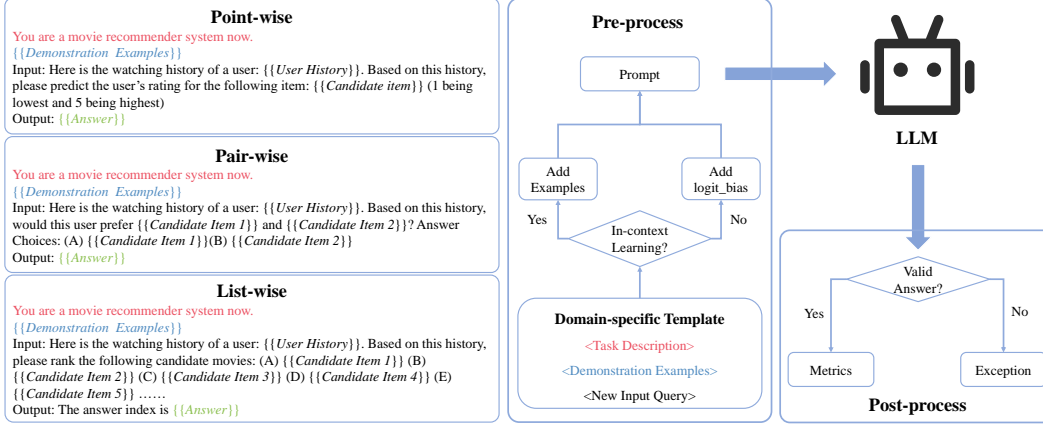 Point-wise
You are a movie recommender system now.
{{Demonstration Examples}}
Input: Here is the watching history of a user: {{User History}}. Based on this history,
please predict the user's rating for the following item: {{Candidate item}} (1 being
lowest and 5 being highest)
Output: {{Answer}}
Pair-wise
You are a movie recommender system now.
{{Demonstration Examples}}
Input: Here is the watching history of a user: {{User History}}. Based on this history,
would this user prefer {{Candidate Item 1}} and {{Candidate Item 2}}? Answer
Choices: (A) {{Candidate Item 1}}(B) {{Candidate Item 2}}
Output: {{Answer}}
List-wise
You are a movie recommender system now.
{{Demonstration Examples}}
Input: Here is the watching history of a user: {{User History}}. Based on this history,
please rank the following candidate movies: (A) {{Candidate Item 1}} (B)
{{Candidate Item 2}} (C) {{Candidate Item 3}} (D) {{Candidate Item 4}} (E)
{{Candidate Item 5}} ……
Output: The answer index is {{Answer}}
Pre-process
Prompt
Add
Examples
Add
logit_bias
Yes
No
In-context
Learning?
Domain-specific Template
<Task Description>
<Demonstration Examples>
<New Input Query>
LLM
Valid
Answer?
Yes
No
Metrics
Exception
Post-process